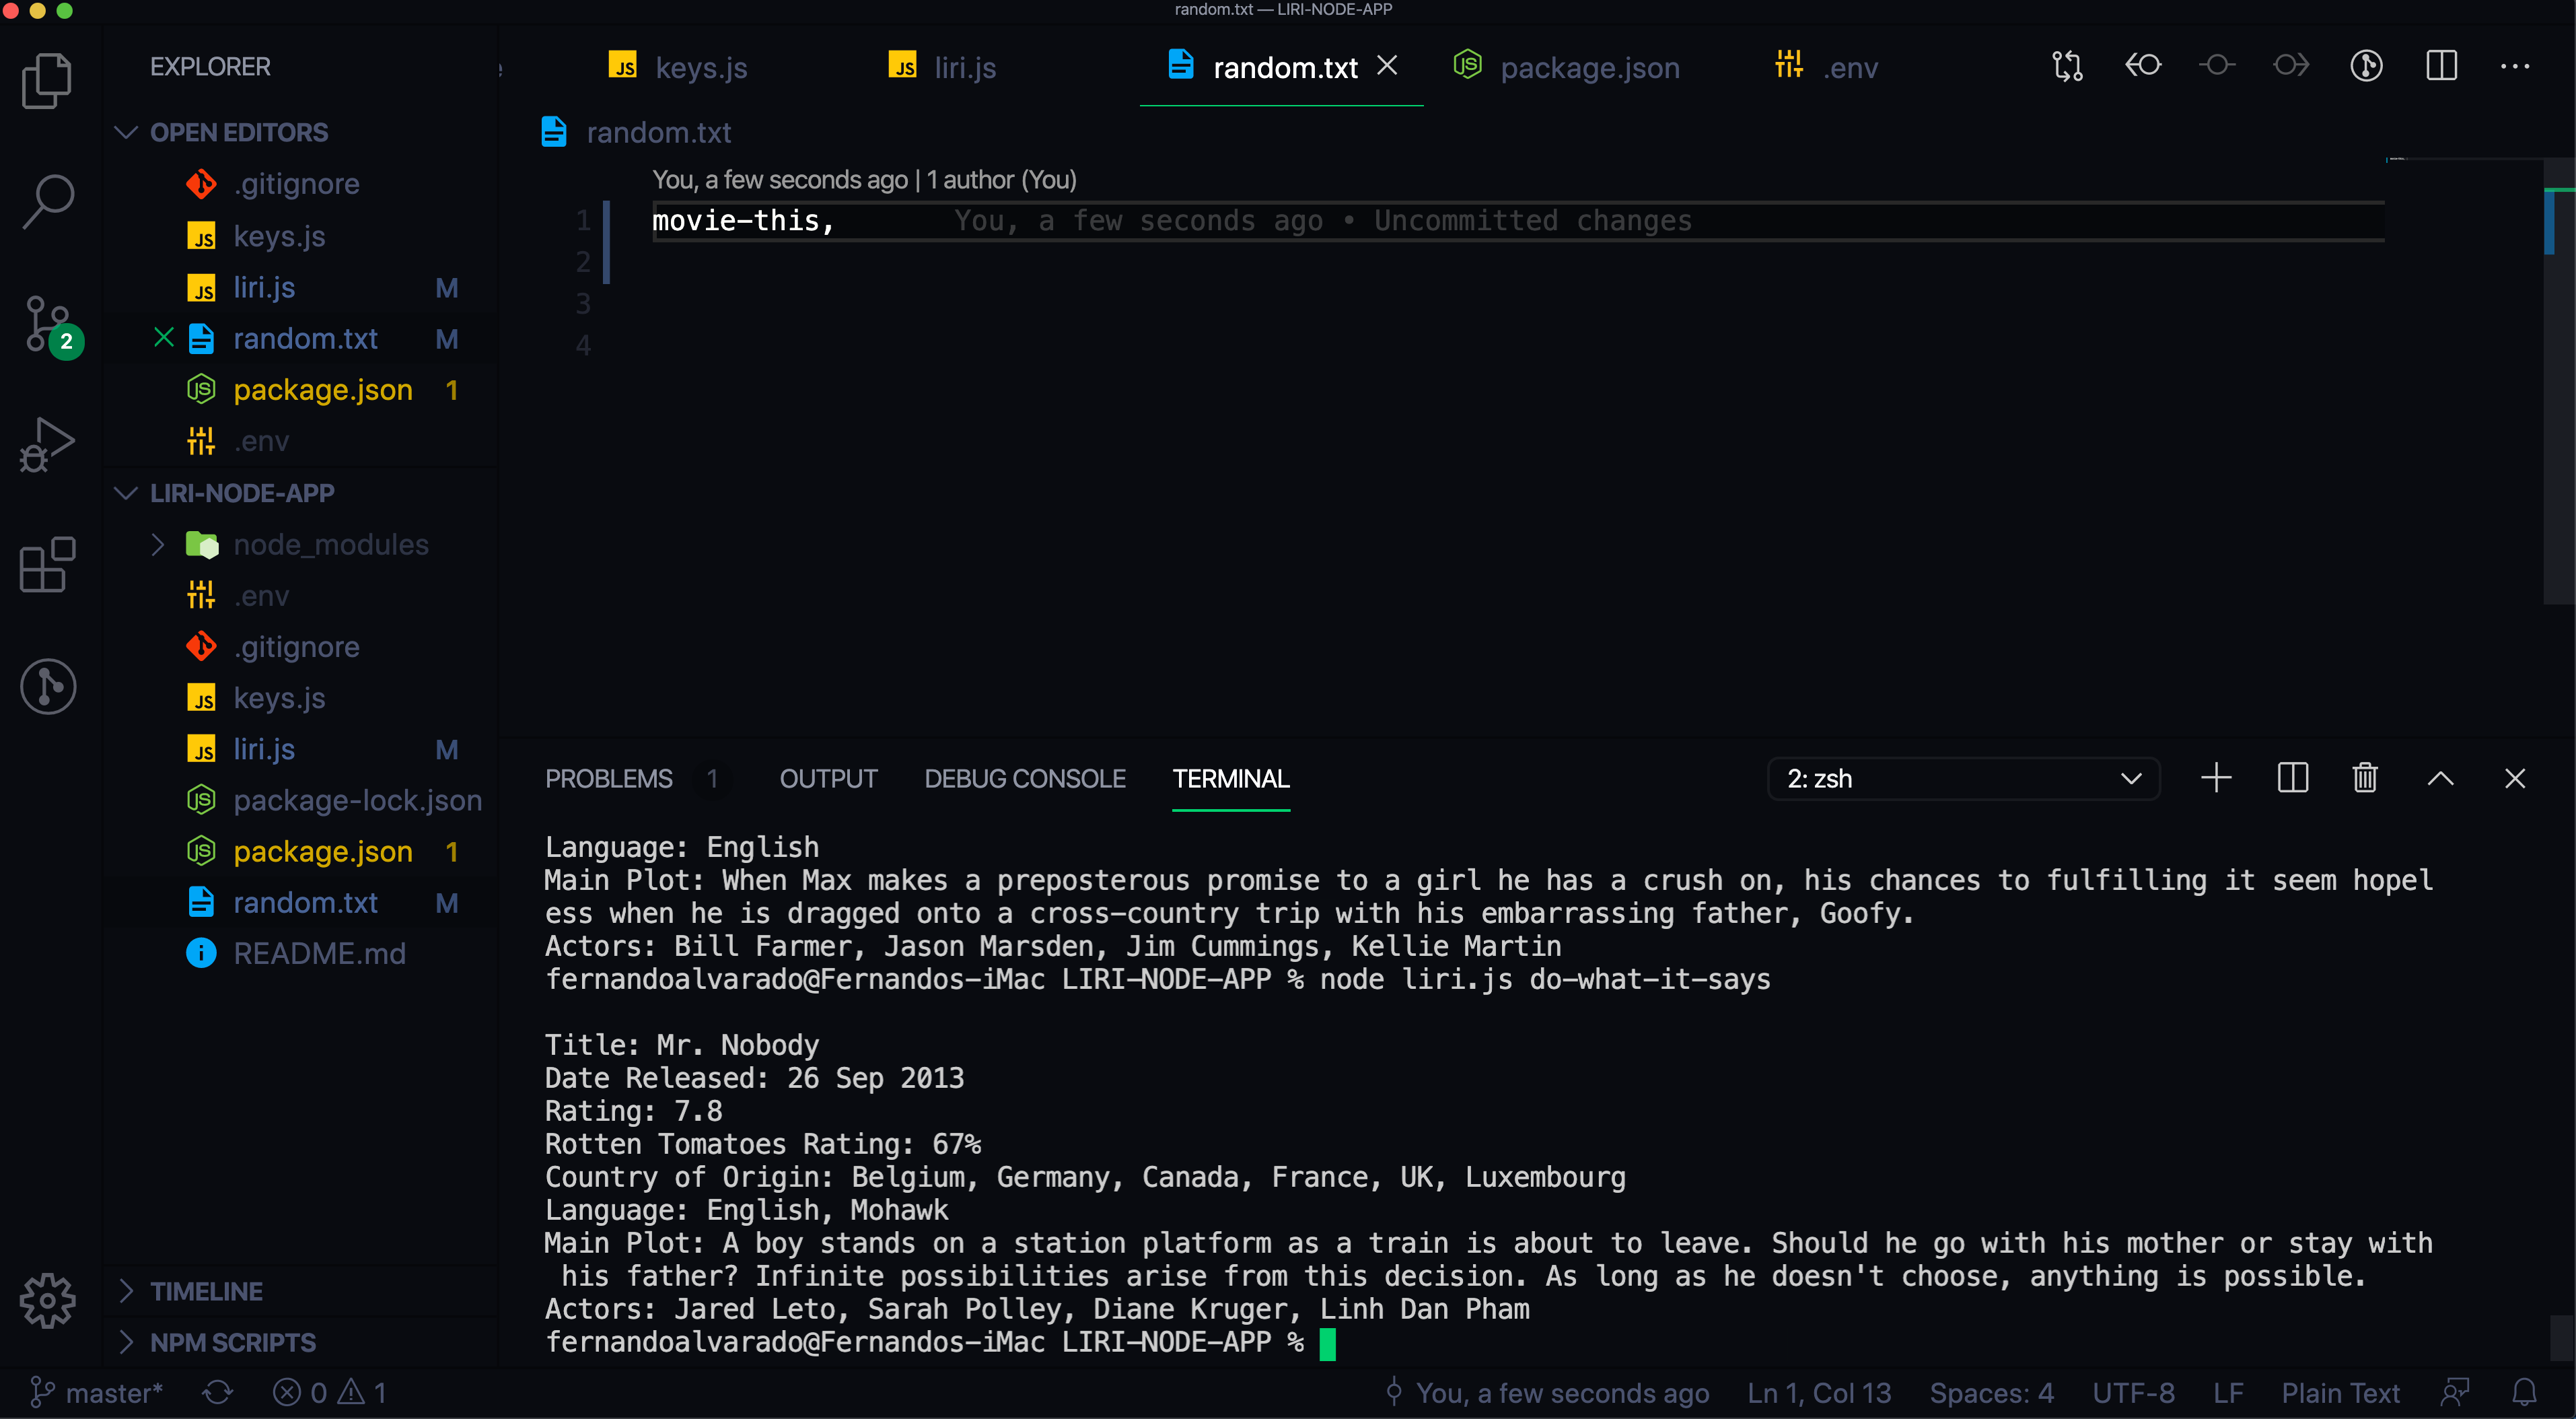 random.txt — LIRI-NODE-APP
EXPLORER
keys.js
liri.js
random.txt
package.json
.env
OPEN EDITORS
.gitignore
keys.js
liri.js M
random.txt M
package.json 1
.env
LIRI-NODE-APP
node_modules
.env
.gitignore
keys.js
liri.js M
package-lock.json
package.json 1
random.txt M
README.md
TIMELINE
NPM SCRIPTS
2
random.txt
You, a few seconds ago | 1 author (You)
1 movie-this, You, a few seconds ago • Uncommitted changes
2
3
4
PROBLEMS 1 OUTPUT DEBUG CONSOLE TERMINAL 2: zsh
Language: English
Main Plot: When Max makes a preposterous promise to a girl he has a crush on, his chances to fulfilling it seem hopel
ess when he is dragged onto a cross-country trip with his embarrassing father, Goofy.
Actors: Bill Farmer, Jason Marsden, Jim Cummings, Kellie Martin
fernandoalvarado@Fernandos-iMac LIRI-NODE-APP % node liri.js do-what-it-says
Title: Mr. Nobody
Date Released: 26 Sep 2013
Rating: 7.8
Rotten Tomatoes Rating: 67%
Country of Origin: Belgium, Germany, Canada, France, UK, Luxembourg
Language: English, Mohawk
Main Plot: A boy stands on a station platform as a train is about to leave. Should he go with his mother or stay with
his father? Infinite possibilities arise from this decision. As long as he doesn't choose, anything is possible.
Actors: Jared Leto, Sarah Polley, Diane Kruger, Linh Dan Pham
fernandoalvarado@Fernandos-iMac LIRI-NODE-APP %
master* 0 1 You, a few seconds ago Ln 1, Col 13 Spaces: 4 UTF-8 LF Plain Text